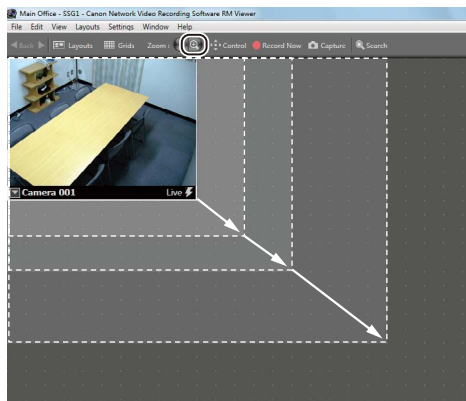 Main Office - SSG1 - Canon Network Video Recording Software RM Viewer
File Edit View Layouts Settings Window Help
Back Layouts Grids Zoom : Control Record Now Capture Search
Camera 001 Live